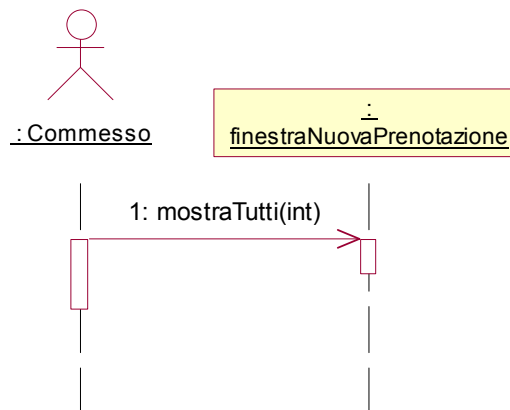 : Commesso
:
finestraNuovaPrenotazione
1: mostraTutti(int)